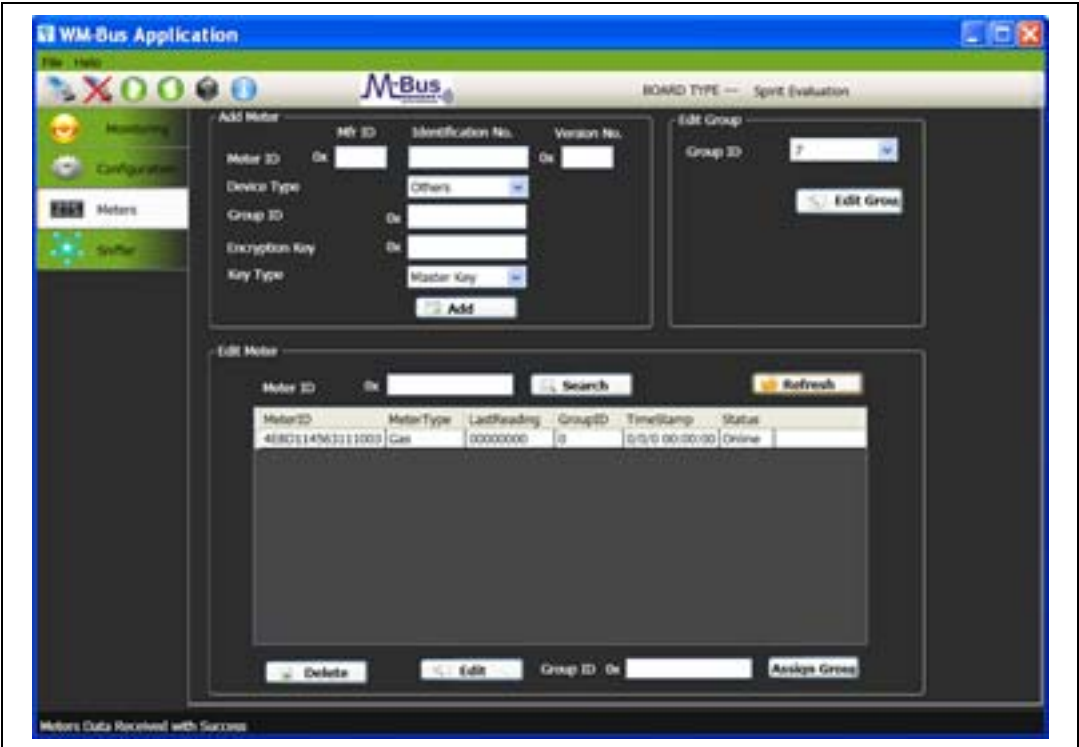 WM-Bus Application
File Help
M-Bus
BOARD TYPE --- Spirit Evaluation
Monitoring
Configuration
Meters
Sniffer
Add Meter
Mfr ID Identification No. Version No.
Meter ID 0x 0x
Device Type Others
Group ID 0x
Encryption Key 0x
Key Type Master Key
Add
Edit Group
Group ID 7
Edit Grou
Edit Meter
Meter ID 0x Search Refresh
MeterID MeterType LastReading GroupID TimeStamp Status
Gas 00000000 0 0/0/0 00:00:00 Online
Delete Edit Group ID 0x Assign Group
Meters Data Received with Success